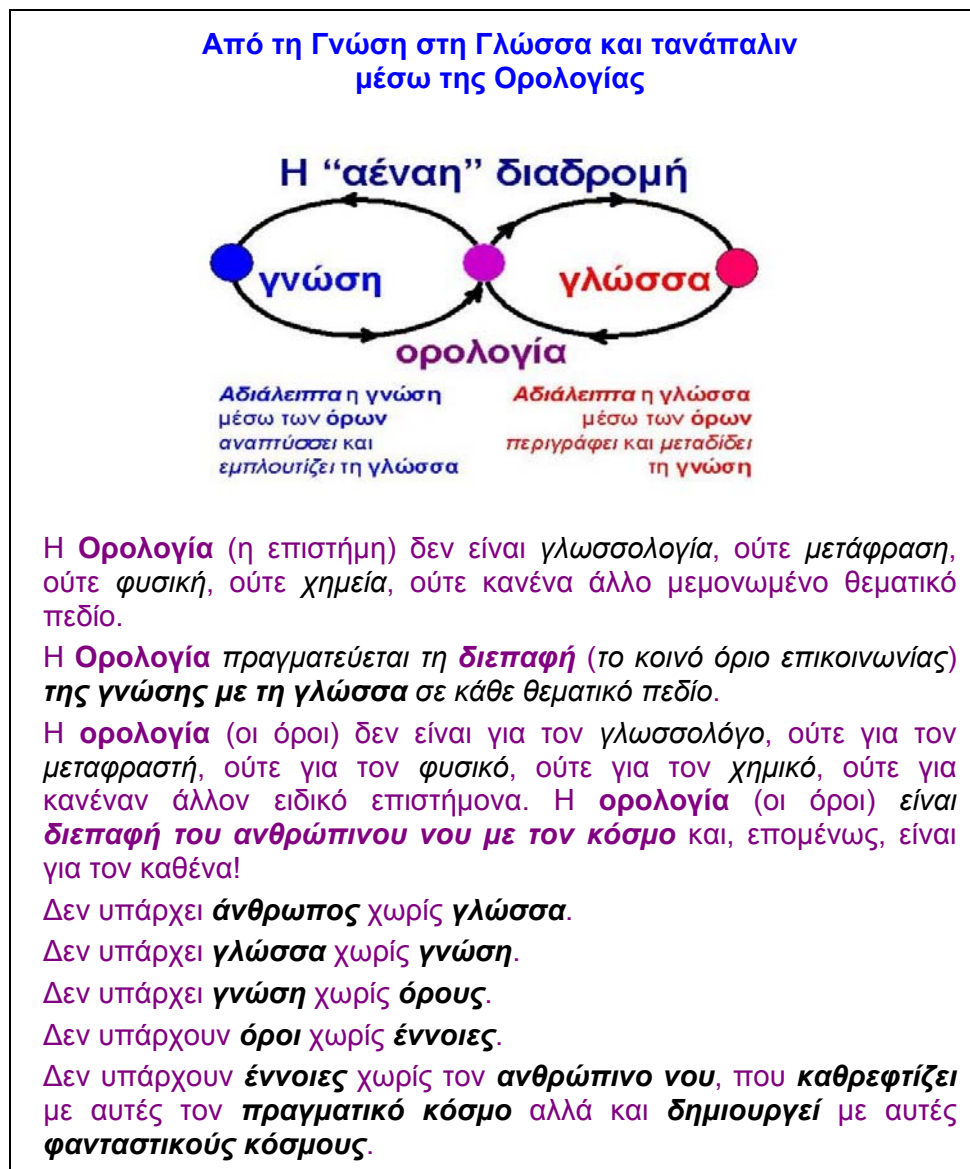 Από τη Γνώση στη Γλώσσα και τανάπαλιν
μέσω της Ορολογίας
Η “αέναη” διαδρομή
γνώση
γλώσσα
ορολογία
Αδιάλειπτα η γνώση
μέσω των όρων
αναπτύσσει και
εμπλουτίζει τη γλώσσα
Αδιάλειπτα η γλώσσα
μέσω των όρων
περιγράφει και μεταδίδει
τη γνώση
Η Ορολογία (η επιστήμη) δεν είναι γλωσσολογία, ούτε μετάφραση,
ούτε φυσική, ούτε χημεία, ούτε κανένα άλλο μεμονωμένο θεματικό
πεδίο.
Η Ορολογία πραγματεύεται τη διεπαφή (το κοινό όριο επικοινωνίας)
της γνώσης με τη γλώσσα σε κάθε θεματικό πεδίο.
Η ορολογία (οι όροι) δεν είναι για τον γλωσσολόγο, ούτε για τον
μεταφραστή, ούτε για τον φυσικό, ούτε για τον χημικό, ούτε για
κανέναν άλλον ειδικό επιστήμονα. Η ορολογία (οι όροι) είναι
διεπαφή του ανθρώπινου νου με τον κόσμο και, επομένως, είναι
για τον καθένα!
Δεν υπάρχει άνθρωπος χωρίς γλώσσα.
Δεν υπάρχει γλώσσα χωρίς γνώση.
Δεν υπάρχει γνώση χωρίς όρους.
Δεν υπάρχουν όροι χωρίς έννοιες.
Δεν υπάρχουν έννοιες χωρίς τον ανθρώπινο νου, που καθρεφτίζει
με αυτές τον πραγματικό κόσμο αλλά και δημιουργεί με αυτές
φανταστικούς κόσμους.